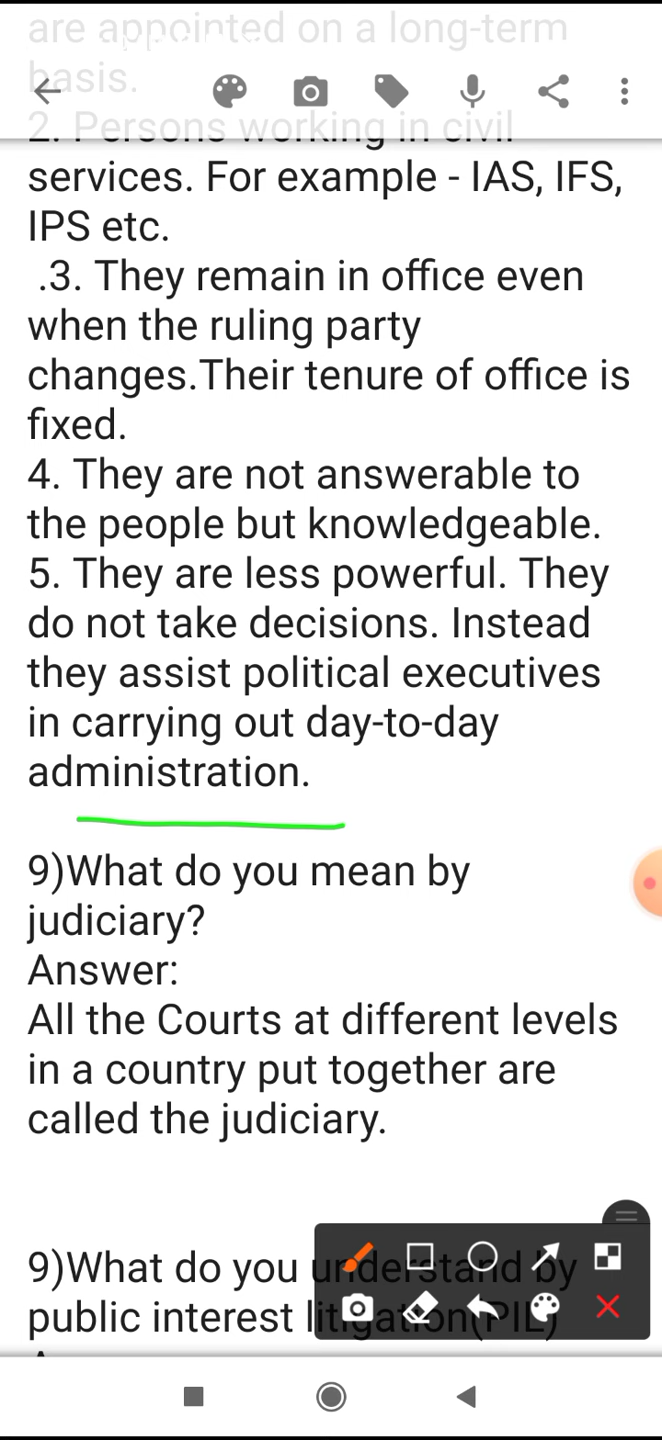 are appointed on a long-term
basis.
2. Persons working in civil
services. For example - IAS, IFS,
IPS etc.
.3. They remain in office even
when the ruling party
changes.Their tenure of office is
fixed.
4. They are not answerable to
the people but knowledgeable.
5. They are less powerful. They
do not take decisions. Instead
they assist political executives
in carrying out day-to-day
administration.
9)What do you mean by
judiciary?
Answer:
All the Courts at different levels
in a country put together are
called the judiciary.
9)What do you understand by
public interest litigation(PIL)